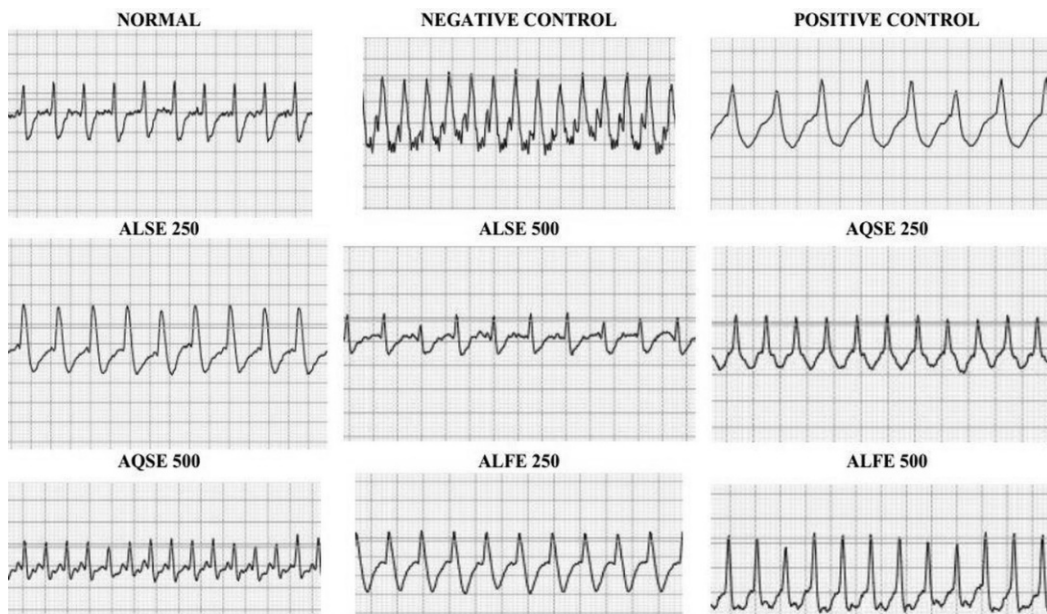 NORMAL NEGATIVE CONTROL POSITIVE CONTROL
ALSE 250 ALSE 500 AQSE 250
AQSE 500 ALFE 250 ALFE 500